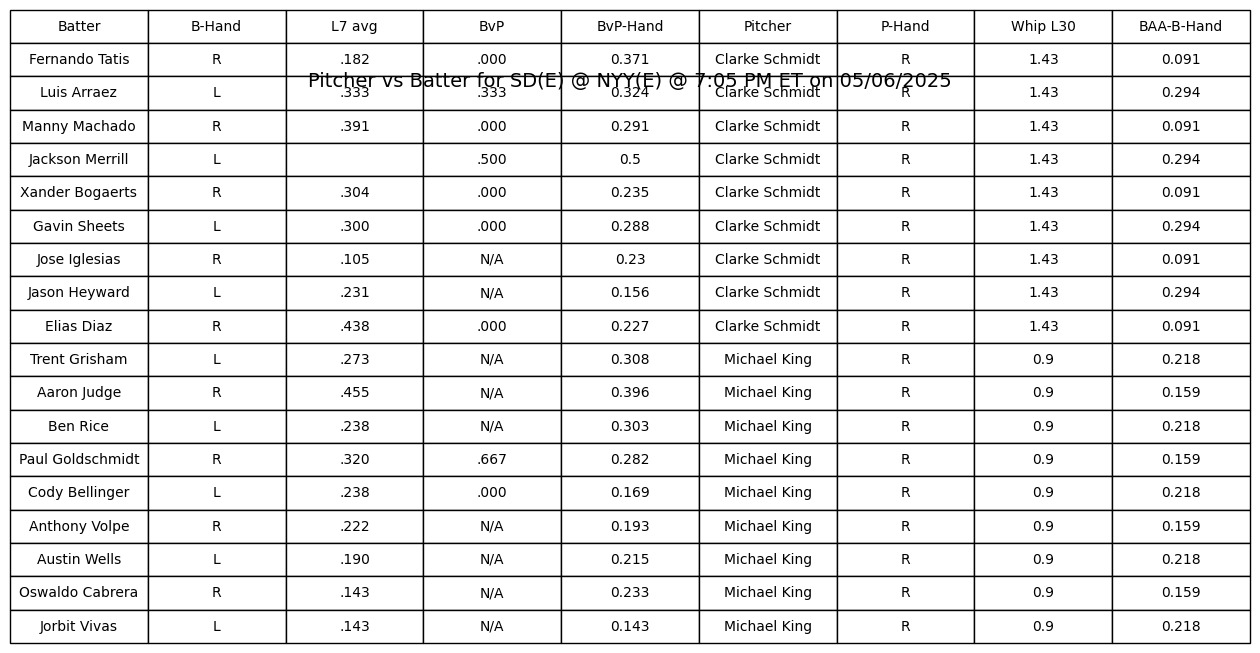 Batter B-Hand L7 avg BvP BvP-Hand Pitcher P-Hand Whip L30 BAA-B-Hand
Fernando Tatis R .182 .000 0.371 Clarke Schmidt R 1.43 0.091
Pitcher vs Batter for SD(E) @ NYY(E) @ 7:05 PM ET on 05/06/2025
Luis Arraez L .333 .333 0.324 Clarke Schmidt R 1.43 0.294
Manny Machado R .391 .000 0.291 Clarke Schmidt R 1.43 0.091
Jackson Merrill L .500 0.5 Clarke Schmidt R 1.43 0.294
Xander Bogaerts R .304 .000 0.235 Clarke Schmidt R 1.43 0.091
Gavin Sheets L .300 .000 0.288 Clarke Schmidt R 1.43 0.294
Jose Iglesias R .105 N/A 0.23 Clarke Schmidt R 1.43 0.091
Jason Heyward L .231 N/A 0.156 Clarke Schmidt R 1.43 0.294
Elias Diaz R .438 .000 0.227 Clarke Schmidt R 1.43 0.091
Trent Grisham L .273 N/A 0.308 Michael King R 0.9 0.218
Aaron Judge R .455 N/A 0.396 Michael King R 0.9 0.159
Ben Rice L .238 N/A 0.303 Michael King R 0.9 0.218
Paul Goldschmidt R .320 .667 0.282 Michael King R 0.9 0.159
Cody Bellinger L .238 .000 0.169 Michael King R 0.9 0.218
Anthony Volpe R .222 N/A 0.193 Michael King R 0.9 0.159
Austin Wells L .190 N/A 0.215 Michael King R 0.9 0.218
Oswaldo Cabrera R .143 N/A 0.233 Michael King R 0.9 0.159
Jorbit Vivas L .143 N/A 0.143 Michael King R 0.9 0.218